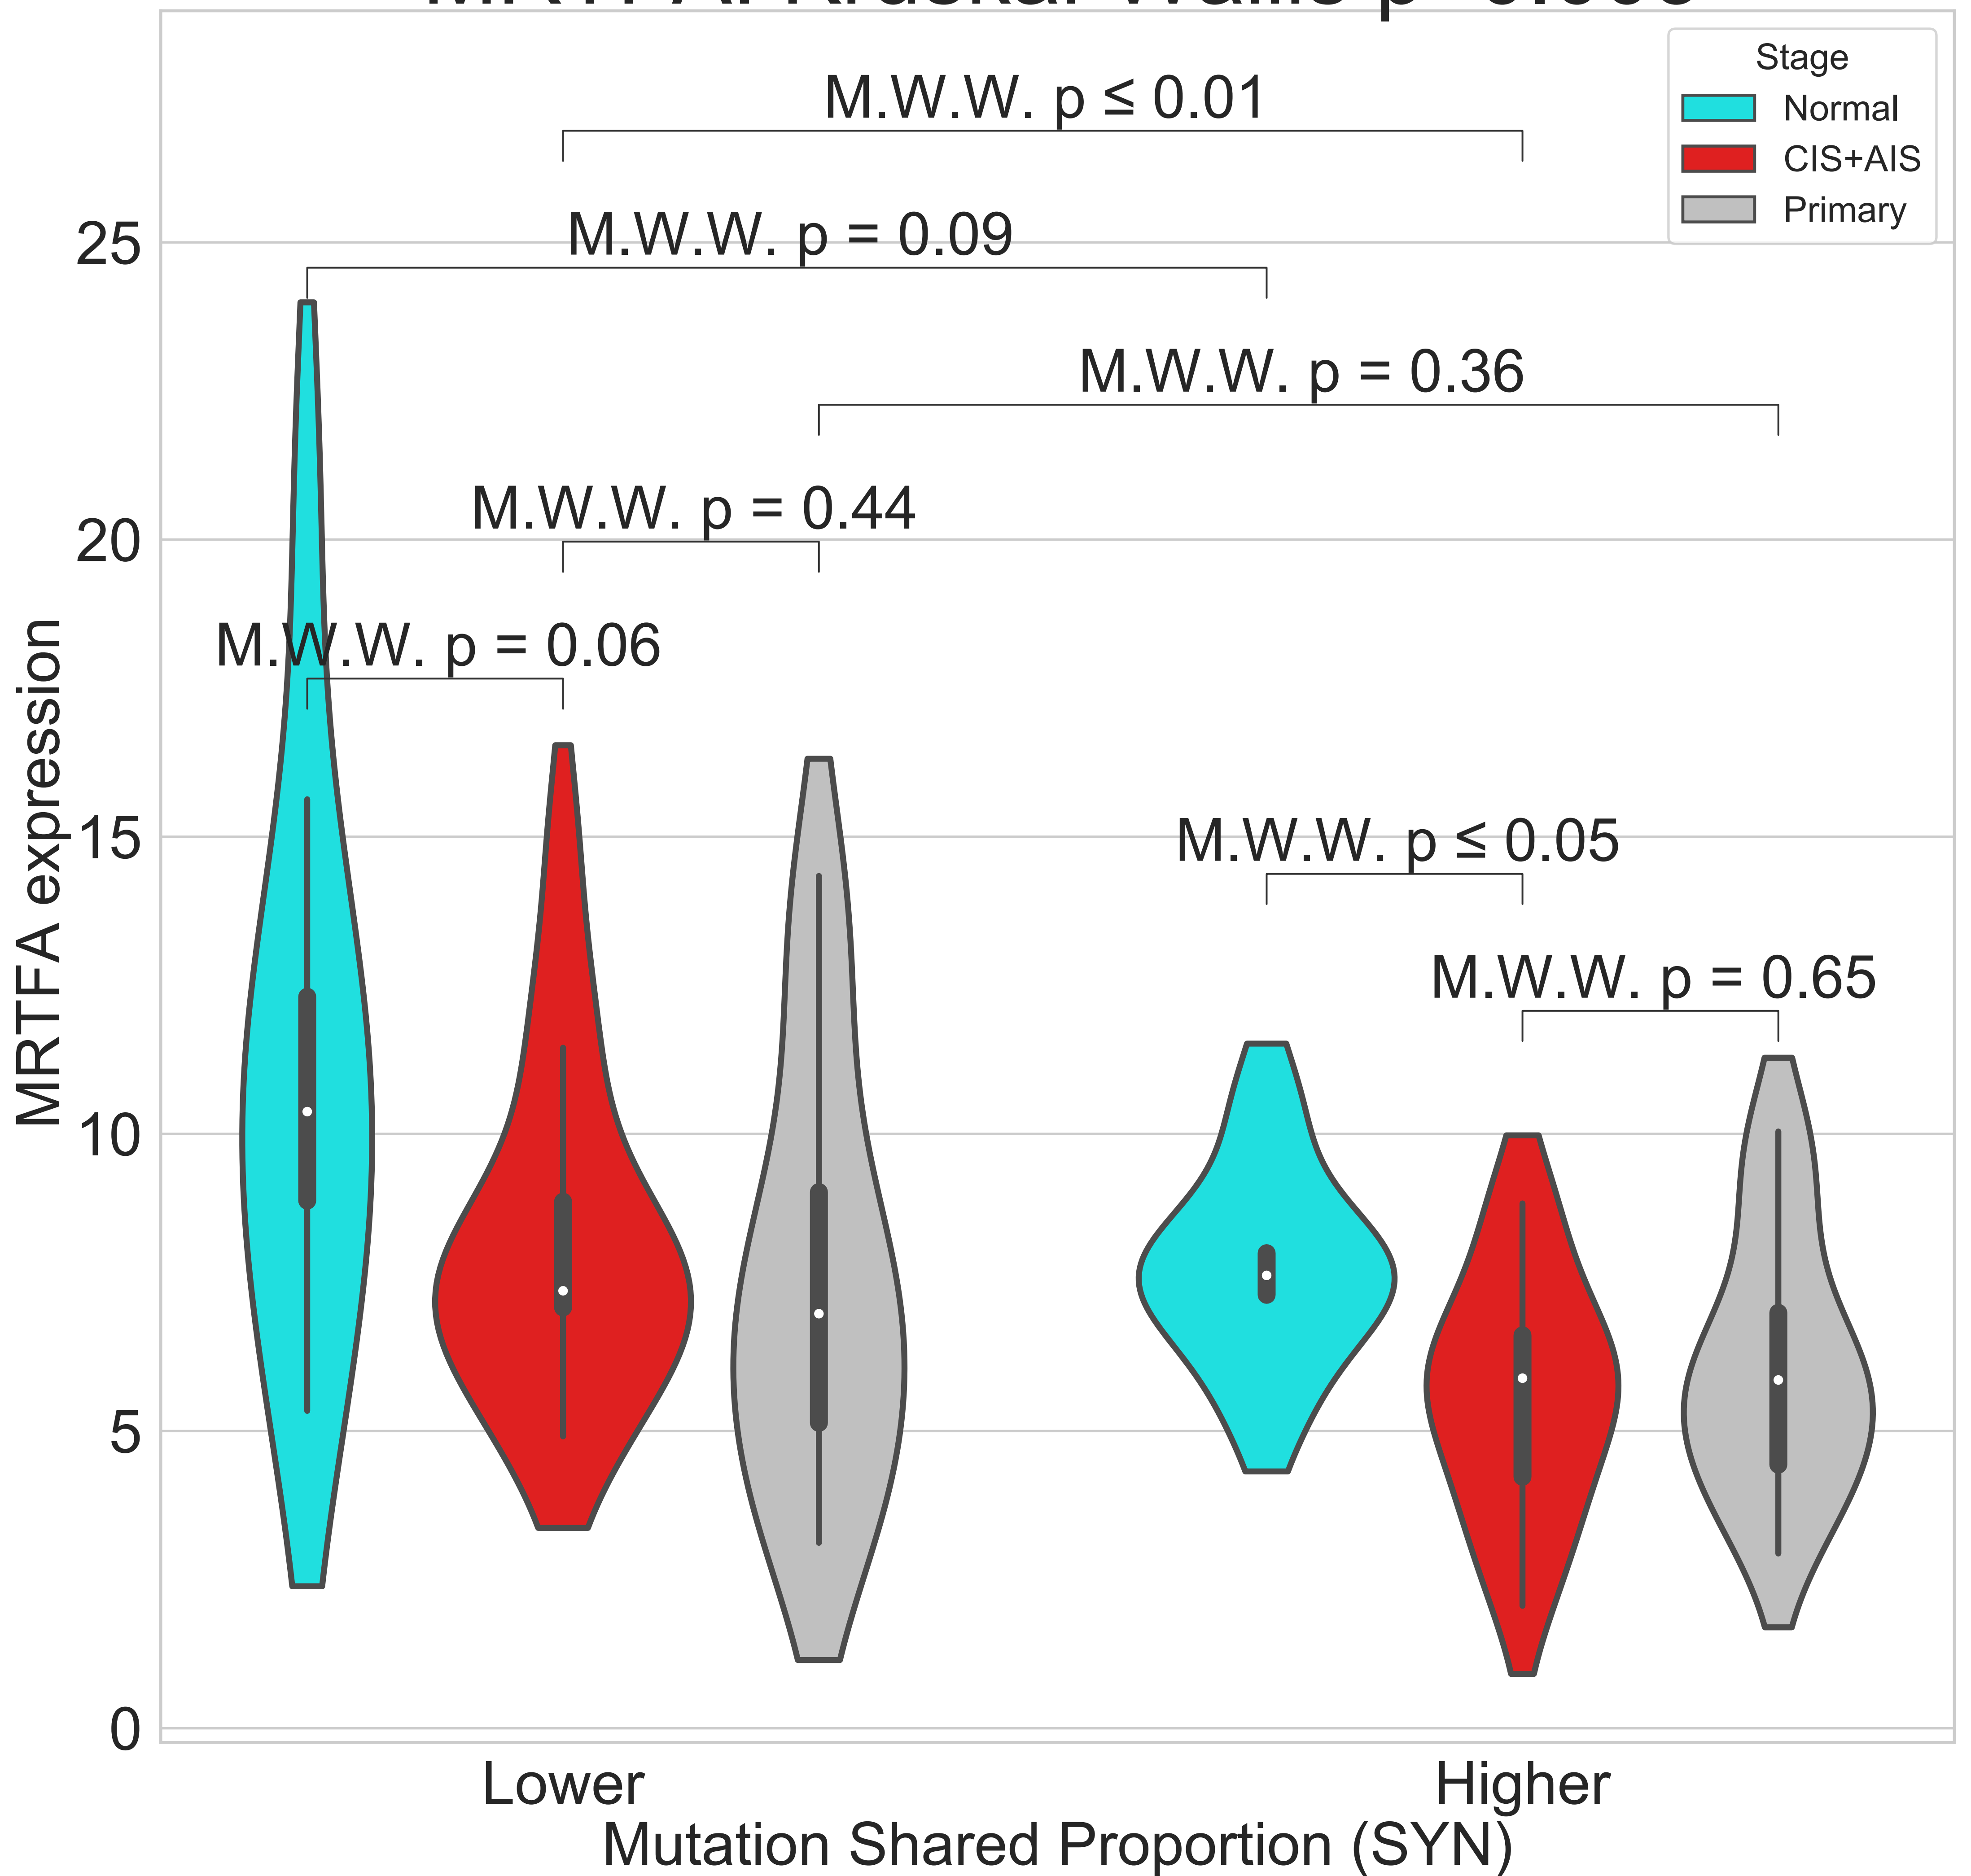 Stage
Normal
CIS+AIS
Primary
M.W.W. p ≤ 0.01
M.W.W. p = 0.09
M.W.W. p = 0.36
M.W.W. p = 0.44
M.W.W. p = 0.06
M.W.W. p ≤ 0.05
M.W.W. p = 0.65
25
20
15
10
5
0
MRTFA expression
Lower
Higher
Mutation Shared Proportion (SYN)